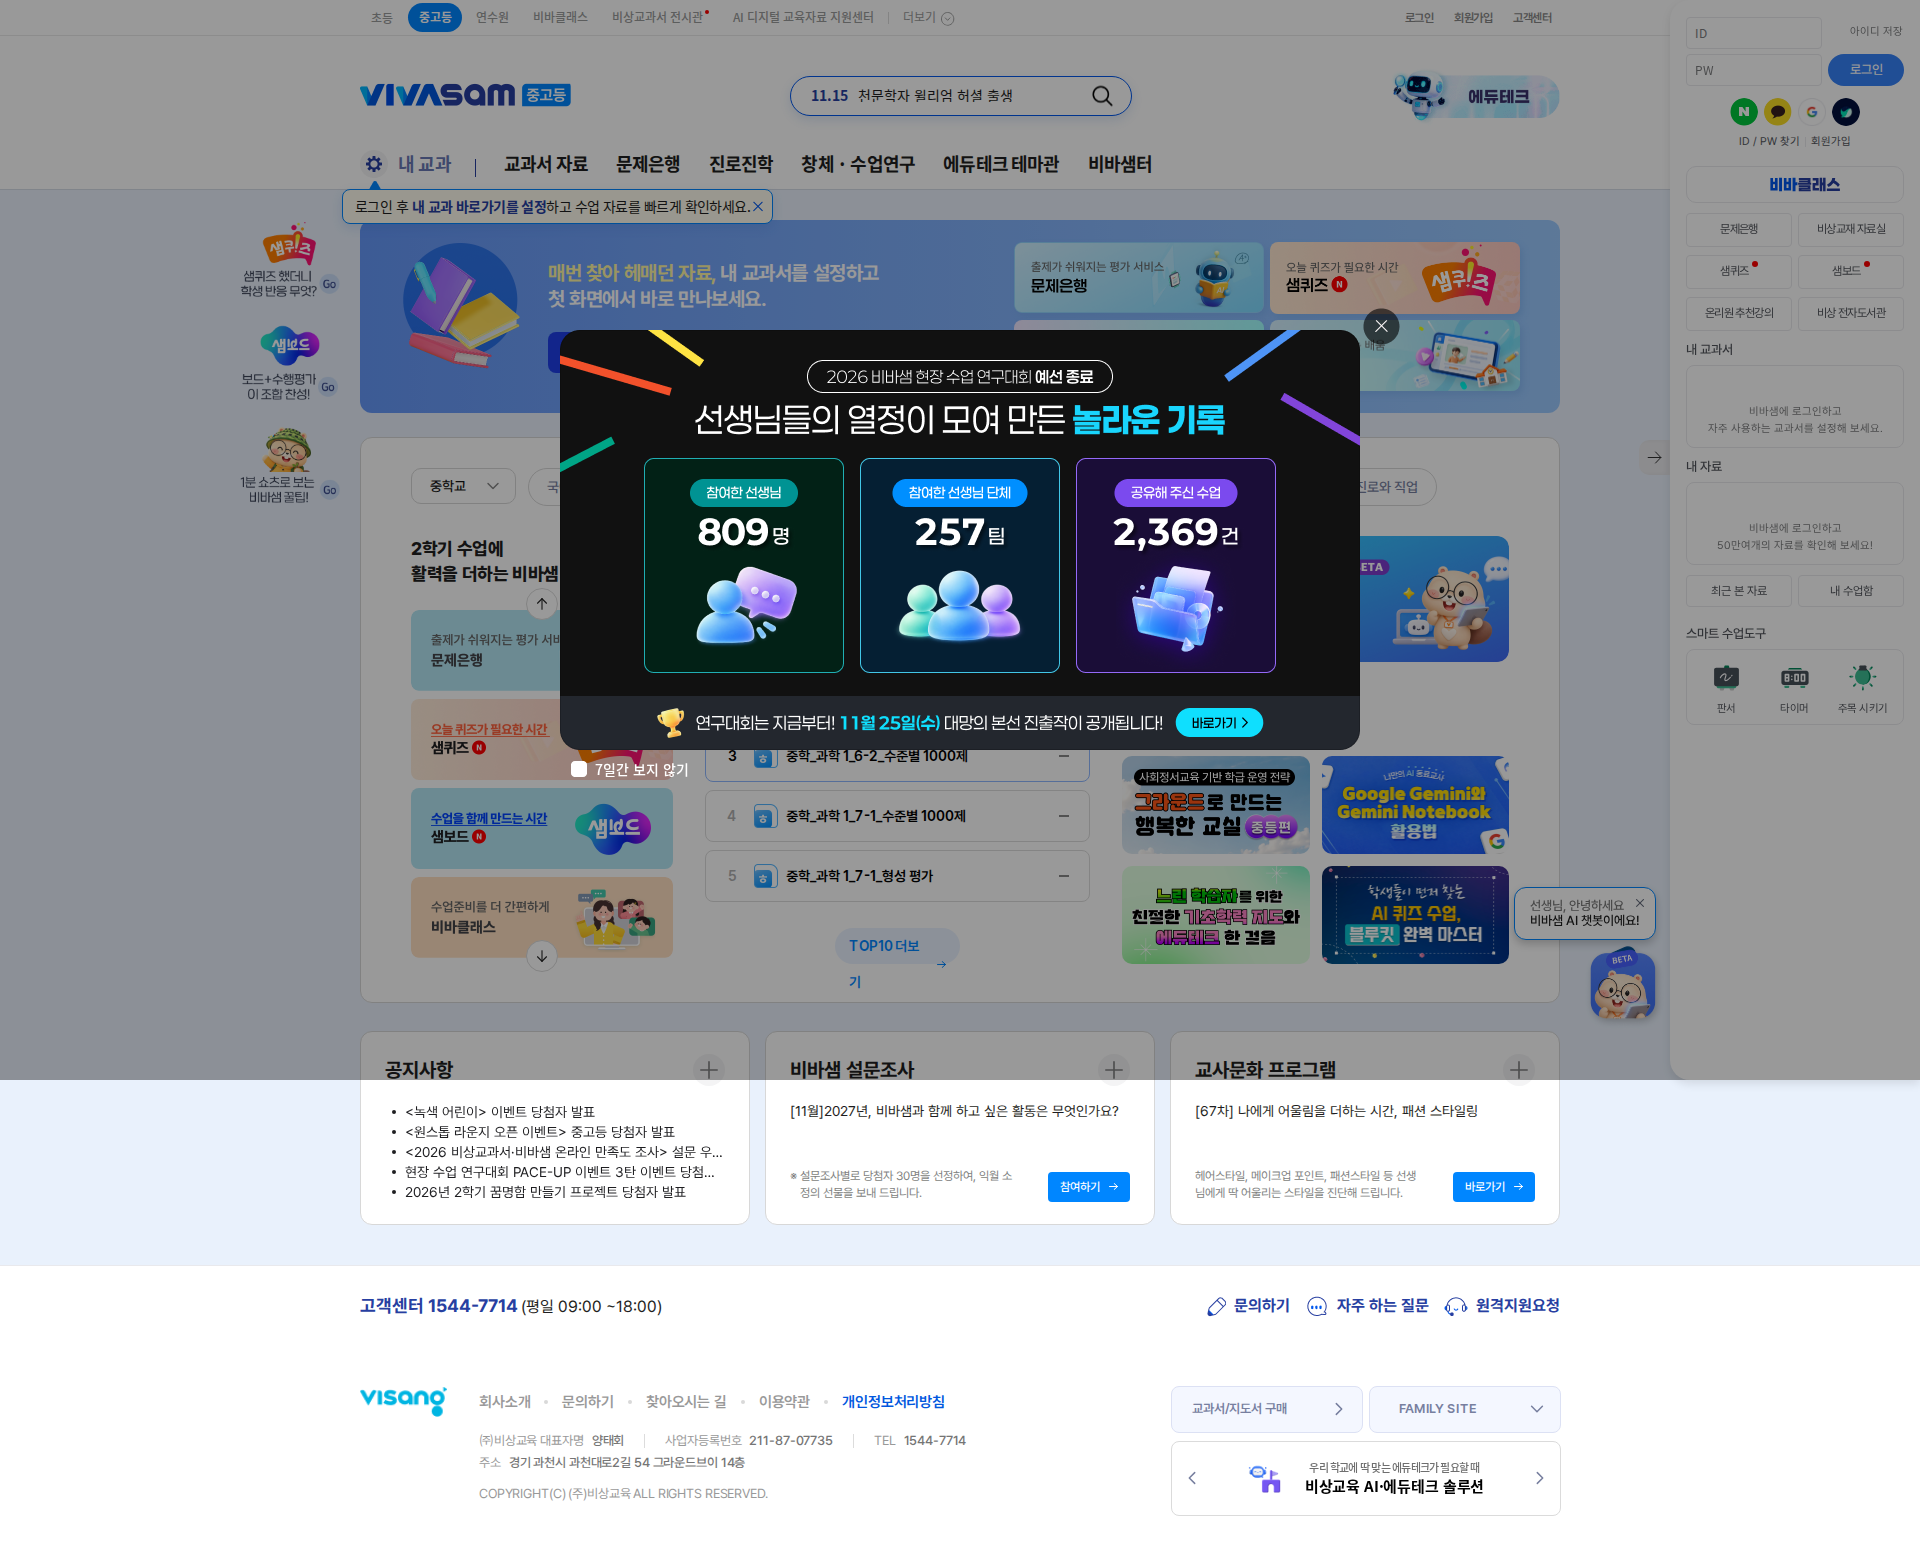 초등
중고등
연수원
비바클래스
비상교과서 전시관
AI 디지털 교육자료 지원센터
더보기
로그인
회원가입
고객센터
VIVASAM 중고등
11.15 천문학자 윌리엄 허셜 출생
에듀테크
내 교과
교과서 자료
문제은행
진로진학
창체 · 수업연구
에듀테크 테마관
비바샘터
로그인 후 내 교과 바로가기를 설정하고 수업 자료를 빠르게 확인하세요.
샘퀴즈
샘퀴즈 했더니
학생 반응 무엇?
Go
샘보드
보드+수행평가
이 조합 찬성!
Go
1분 쇼츠로 보는
비바샘 꿀팁!
Go
매번 찾아 헤매던 자료, 내 교과서를 설정하고
첫 화면에서 바로 만나보세요.
출제가 쉬워지는 평가 서비스
문제은행
오늘 퀴즈가 필요한 시간
샘퀴즈 N
샘퀴즈
배움
2026 비바샘 현장 수업 연구대회 예선 종료
선생님들의 열정이 모여 만든 놀라운 기록
참여한 선생님
809 명
참여한 선생님 단체
257 팀
공유해 주신 수업
2,369 건
연구대회는 지금부터! 11월 25일(수) 대망의 본선 진출작이 공개됩니다!
바로가기
7일간 보지 않기
중학교
국
진로와 직업
2학기 수업에
활력을 더하는 비바샘
출제가 쉬워지는 평가 서비
문제은행
오늘 퀴즈가 필요한 시간
샘퀴즈 N
수업을 함께 만드는 시간
샘보드 N
샘보드
수업준비를 더 간편하게
비바클래스
3 중학_과학 1_6-2_수준별 1000제
4 중학_과학 1_7-1_수준별 1000제
5 중학_과학 1_7-1_형성 평가
TOP10 더보
기
BETA
사회정서교육 기반 학급 운영 전략
그라운드로 만드는
행복한 교실 중등편
나만의 AI 동료교사
Google Gemini와
Gemini Notebook
활용법
느린 학습자를 위한
친절한 기초학력 지도와
에듀테크 한 걸음
학생들이 먼저 찾는
AI 퀴즈 수업,
블루킷 완벽 마스터
선생님, 안녕하세요
비바샘 AI 챗봇이에요!
BETA
ID
아이디 저장
PW
로그인
ID / PW 찾기
회원가입
비바클래스
문제은행
비상교재 자료실
샘퀴즈
샘보드
온리원 추천강의
비상 전자도서관
내 교과서
비바샘에 로그인하고
자주 사용하는 교과서를 설정해 보세요.
내 자료
비바샘에 로그인하고
50만여개의 자료를 확인해 보세요!
최근 본 자료
내 수업함
스마트 수업도구
8:00
판서
타이머
주목 시키기
공지사항
<녹색 어린이> 이벤트 당첨자 발표
<원스톱 라운지 오픈 이벤트> 중고등 당첨자 발표
<2026 비상교과서·비바샘 온라인 만족도 조사> 설문 우...
현장 수업 연구대회 PACE-UP 이벤트 3탄 이벤트 당첨...
2026년 2학기 꿈명함 만들기 프로젝트 당첨자 발표
비바샘 설문조사
[11월]2027년, 비바샘과 함께 하고 싶은 활동은 무엇인가요?
※ 설문조사별로 당첨자 30명을 선정하여, 익월 소
정의 선물을 보내 드립니다.
참여하기
교사문화 프로그램
[67차] 나에게 어울림을 더하는 시간, 패션 스타일링
헤어스타일, 메이크업 포인트, 패션스타일 등 선생
님에게 딱 어울리는 스타일을 진단해 드립니다.
바로가기
고객센터 1544-7714 (평일 09:00 ~18:00)
문의하기
자주 하는 질문
원격지원요청
visang
회사소개
문의하기
찾아오시는 길
이용약관
개인정보처리방침
㈜비상교육 대표자명 양태회
사업자등록번호 211-87-07735
TEL 1544-7714
주소 경기 과천시 과천대로2길 54 그라운드브이 14층
COPYRIGHT(C) (주)비상교육 ALL RIGHTS RESERVED.
교과서/지도서 구매
FAMILY SITE
우리 학교에 딱 맞는 에듀테크가 필요할 때
비상교육 AI·에듀테크 솔루션